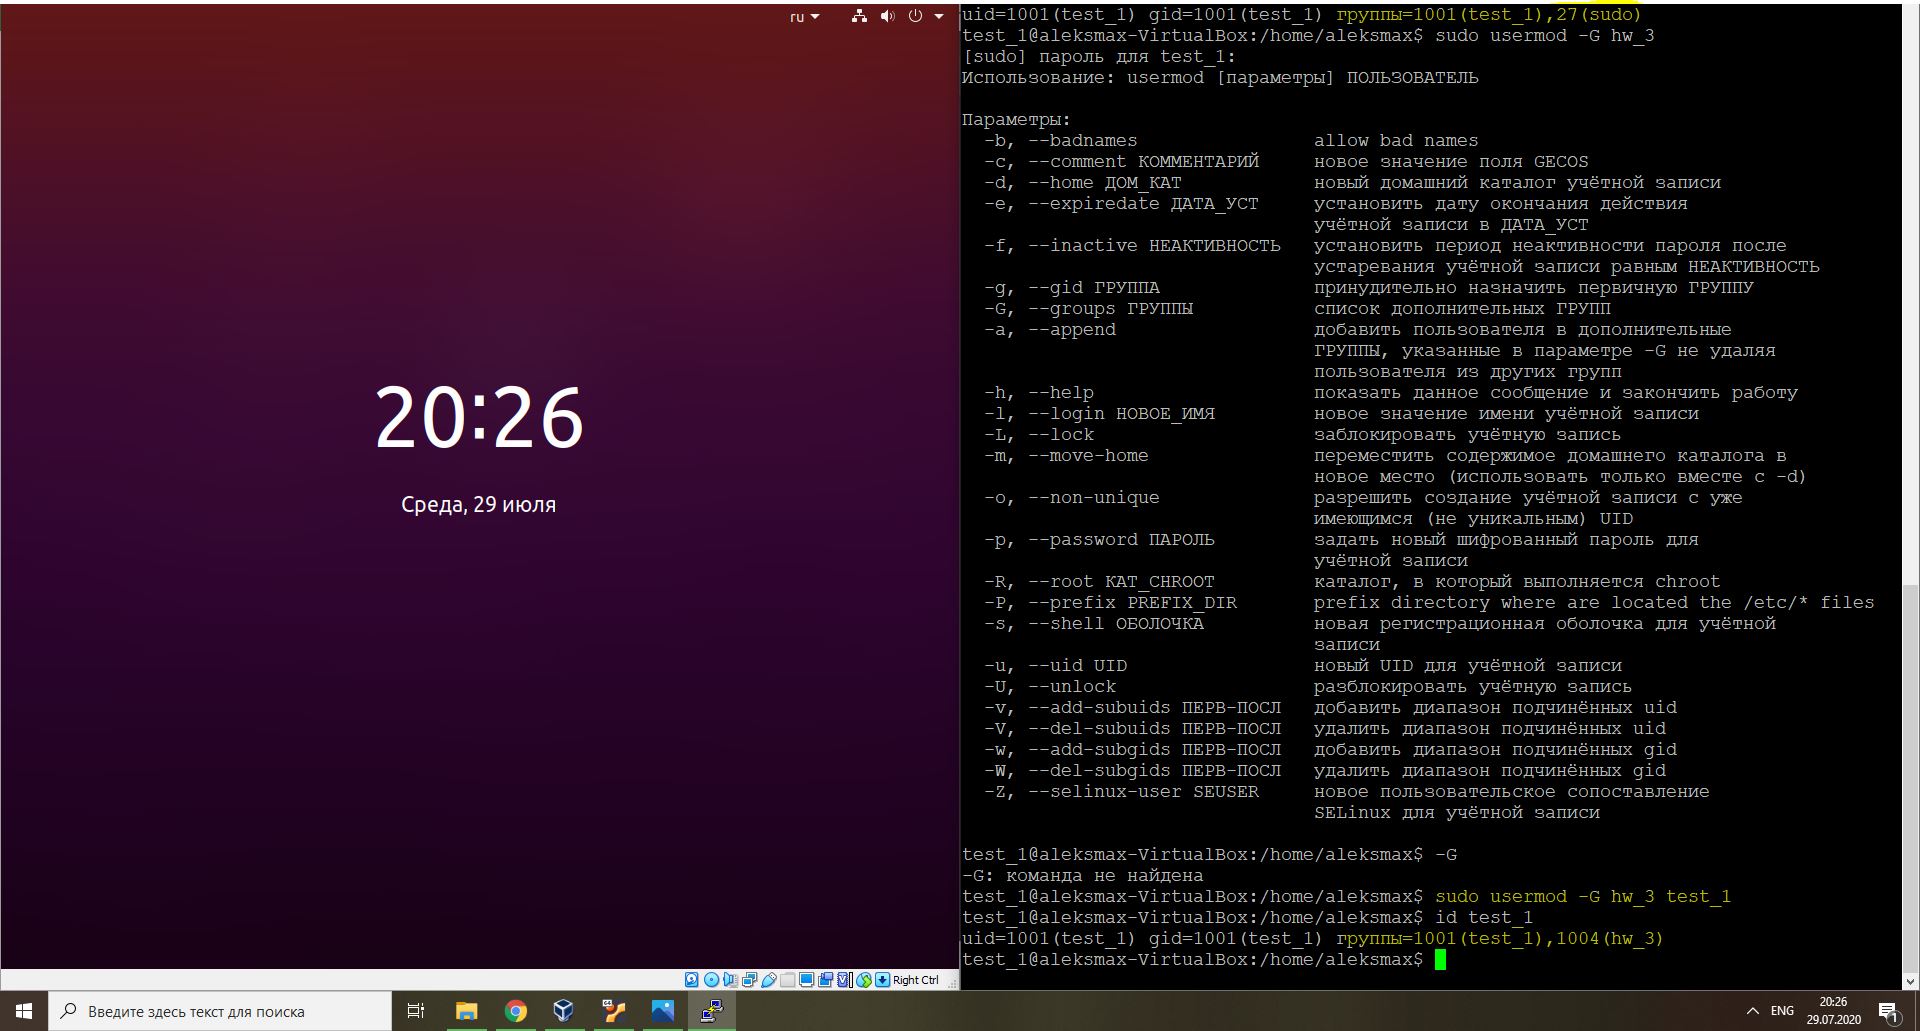 ru
20:26
Среда, 29 июля
Right Ctrl
uid=1001(test_1) gid=1001(test_1) группы=1001(test_1),27(sudo)
test_1@aleksmax-VirtualBox:/home/aleksmax$ sudo usermod -G hw_3
[sudo] пароль для test_1:
Использование: usermod [параметры] ПОЛЬЗОВАТЕЛЬ
Параметры:
-b, --badnames allow bad names
-c, --comment КОММЕНТАРИЙ новое значение поля GECOS
-d, --home ДОМ_КАТ новый домашний каталог учётной записи
-e, --expiredate ДАТА_УСТ установить дату окончания действия
учётной записи в ДАТА_УСТ
-f, --inactive НЕАКТИВНОСТЬ установить период неактивности пароля после
устаревания учётной записи равным НЕАКТИВНОСТЬ
-g, --gid ГРУППА принудительно назначить первичную ГРУППУ
-G, --groups ГРУППЫ список дополнительных ГРУПП
-a, --append добавить пользователя в дополнительные
ГРУППЫ, указанные в параметре -G не удаляя
пользователя из других групп
-h, --help показать данное сообщение и закончить работу
-l, --login НОВОЕ_ИМЯ новое значение имени учётной записи
-L, --lock заблокировать учётную запись
-m, --move-home переместить содержимое домашнего каталога в
новое место (использовать только вместе с -d)
-o, --non-unique разрешить создание учётной записи с уже
имеющимся (не уникальным) UID
-p, --password ПАРОЛЬ задать новый шифрованный пароль для
учётной записи
-R, --root КАТ_CHROOT каталог, в который выполняется chroot
-P, --prefix PREFIX_DIR prefix directory where are located the /etc/* files
-s, --shell ОБОЛОЧКА новая регистрационная оболочка для учётной
записи
-u, --uid UID новый UID для учётной записи
-U, --unlock разблокировать учётную запись
-v, --add-subuids ПЕРВ-ПОСЛ добавить диапазон подчинённых uid
-V, --del-subuids ПЕРВ-ПОСЛ удалить диапазон подчинённых uid
-w, --add-subgids ПЕРВ-ПОСЛ добавить диапазон подчинённых gid
-W, --del-subgids ПЕРВ-ПОСЛ удалить диапазон подчинённых gid
-Z, --selinux-user SEUSER новое пользовательское сопоставление
SELinux для учётной записи
test_1@aleksmax-VirtualBox:/home/aleksmax$ -G
-G: команда не найдена
test_1@aleksmax-VirtualBox:/home/aleksmax$ sudo usermod -G hw_3 test_1
test_1@aleksmax-VirtualBox:/home/aleksmax$ id test_1
uid=1001(test_1) gid=1001(test_1) группы=1001(test_1),1004(hw_3)
test_1@aleksmax-VirtualBox:/home/aleksmax$
Введите здесь текст для поиска
64
ENG
20:26
29.07.2020
1